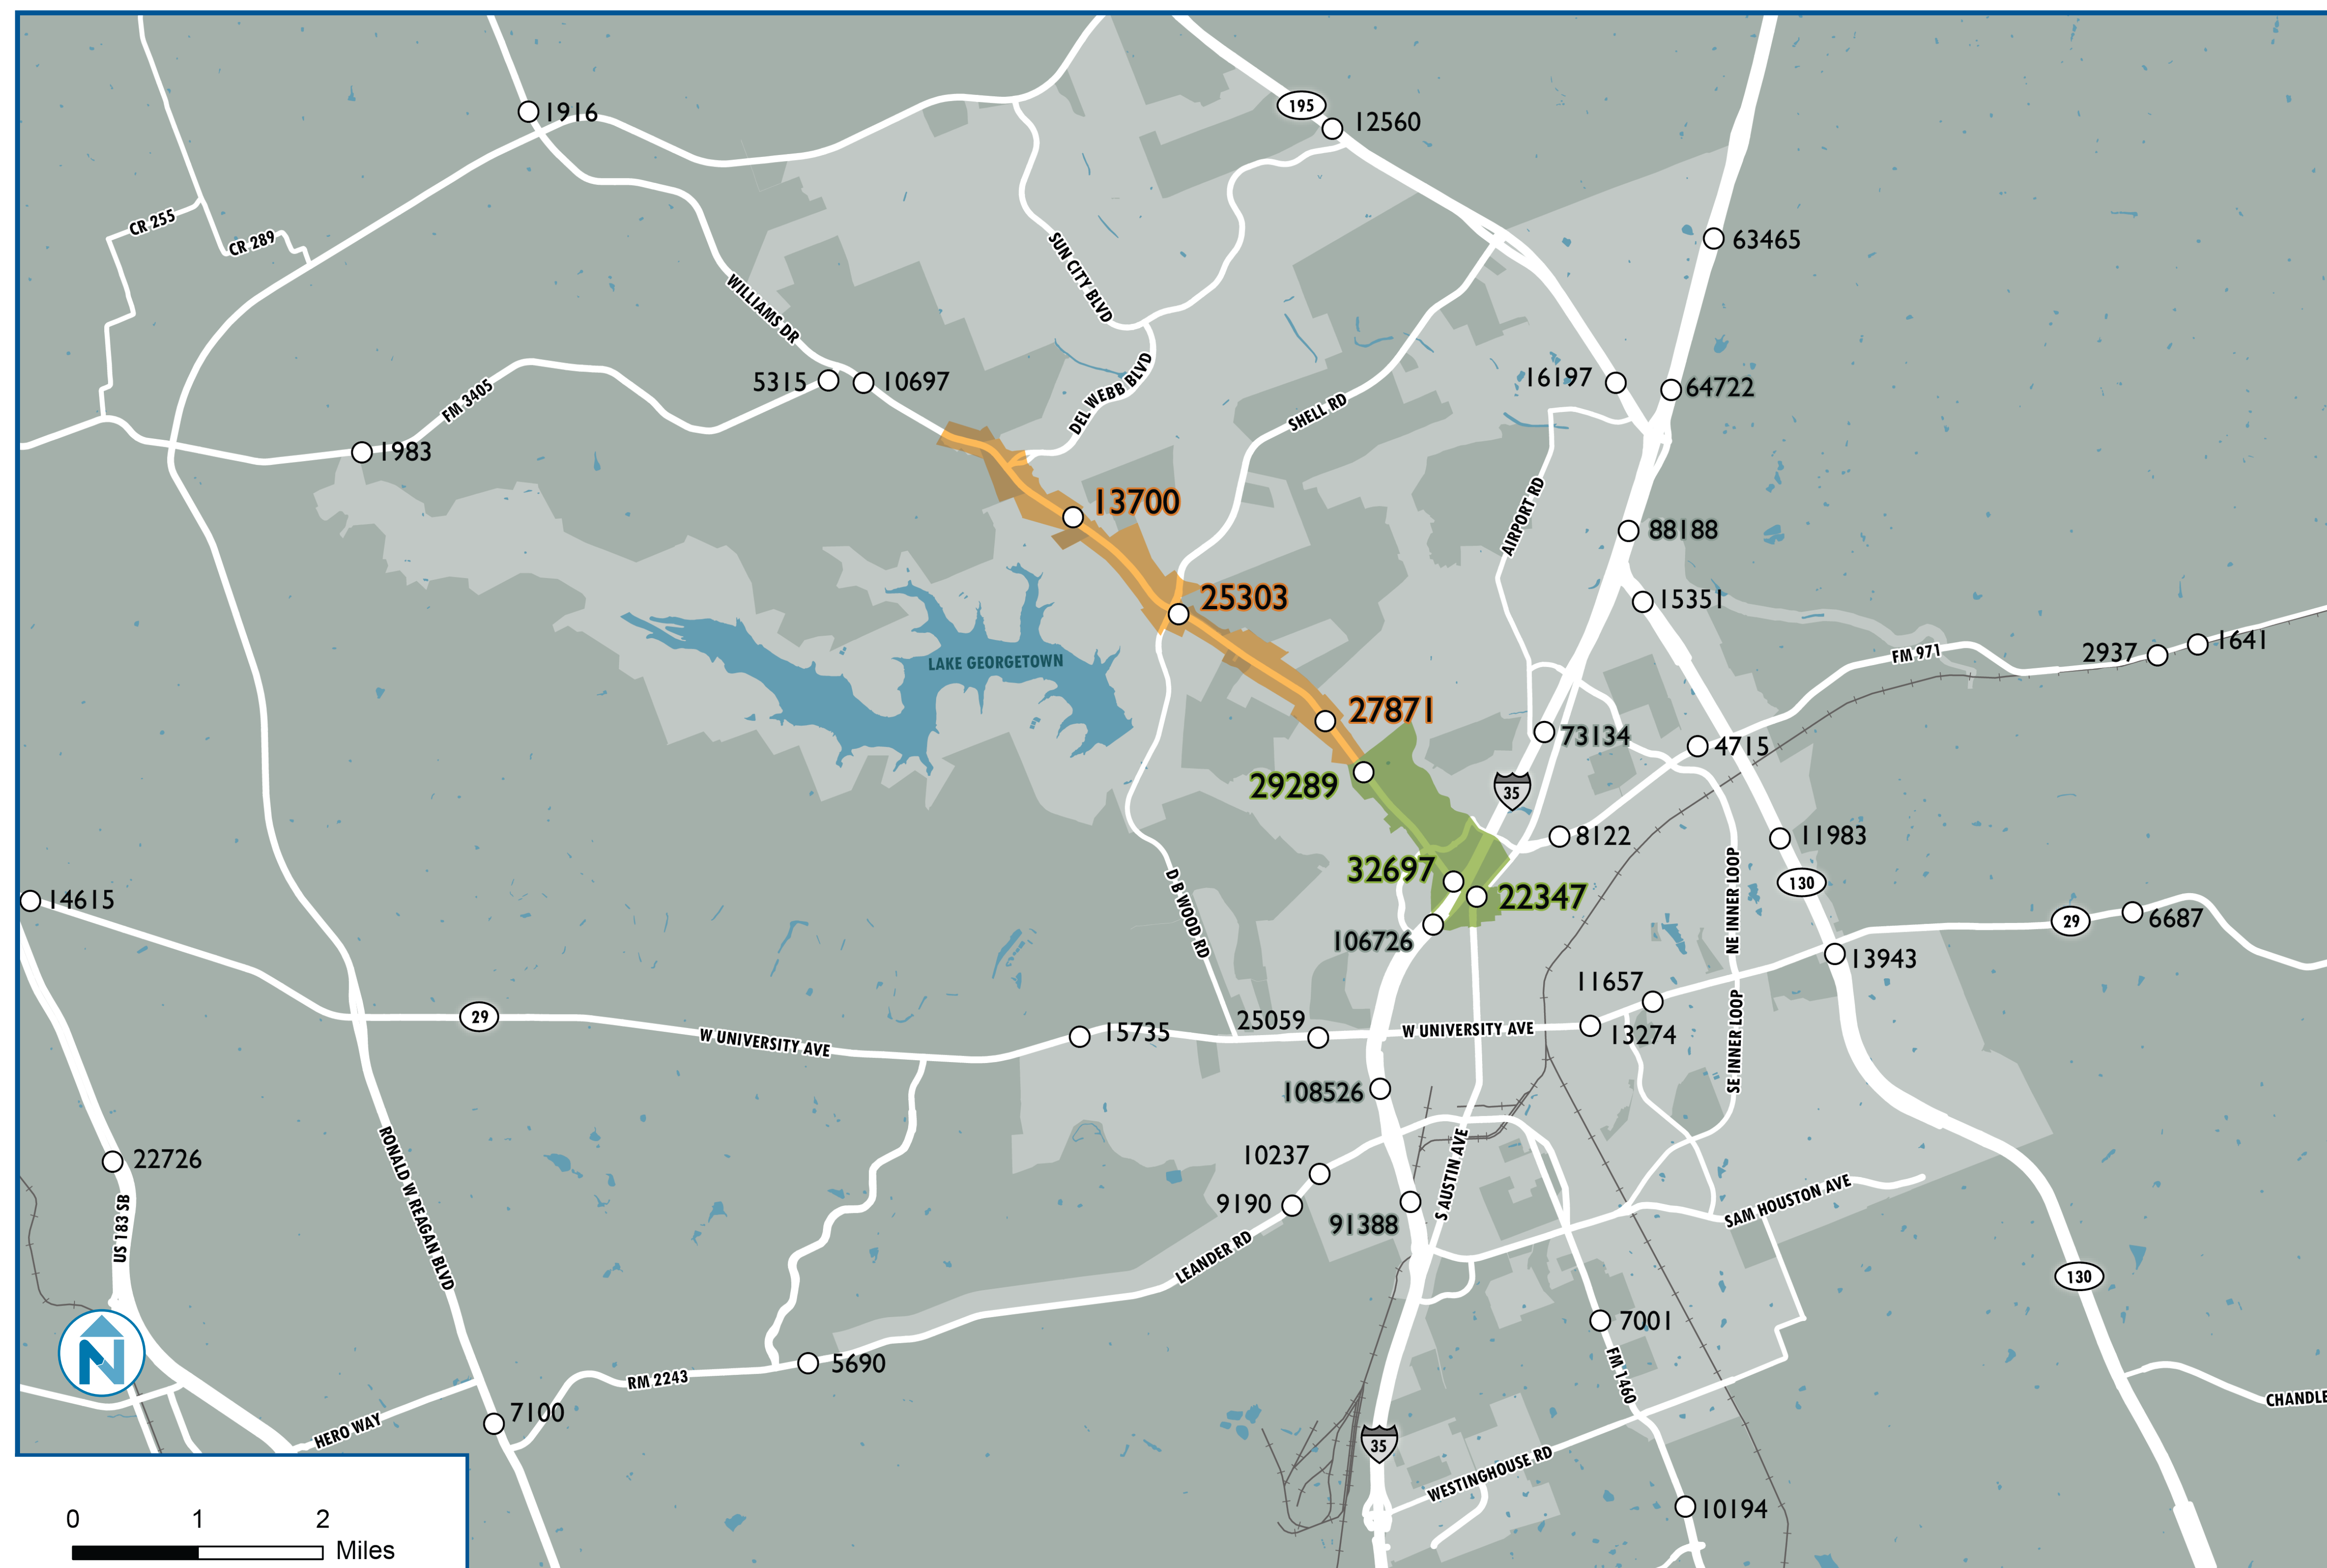 195
12560
1916
CR 255
CR 289
63465
SUN CITY BLVD
WILLIAMS DR
5315
10697
16197
64722
DEL WEBB BLVD
FM 3405
SHELL RD
1983
13700
AIRPORT RD
88188
25303
15351
LAKE GEORGETOWN
FM 971
2937
1641
27871
73134
4715
29289
35
8122
11983
32697
22347
130
NE INNER LOOP
14615
D B WOOD RD
106726
29
6687
13943
11657
29
W UNIVERSITY AVE
15735
25059
W UNIVERSITY AVE
13274
SE INNER LOOP
108526
22726
10237
S AUSTIN AVE
9190
91388
SAM HOUSTON AVE
US 183 SB
RONALD W REAGAN BLVD
LEANDER RD
130
7001
N
5690
RM 2243
FM 1460
7100
HERO WAY
CHANDLE
35
WESTINGHOUSE RD
10194
0 1 2
Miles